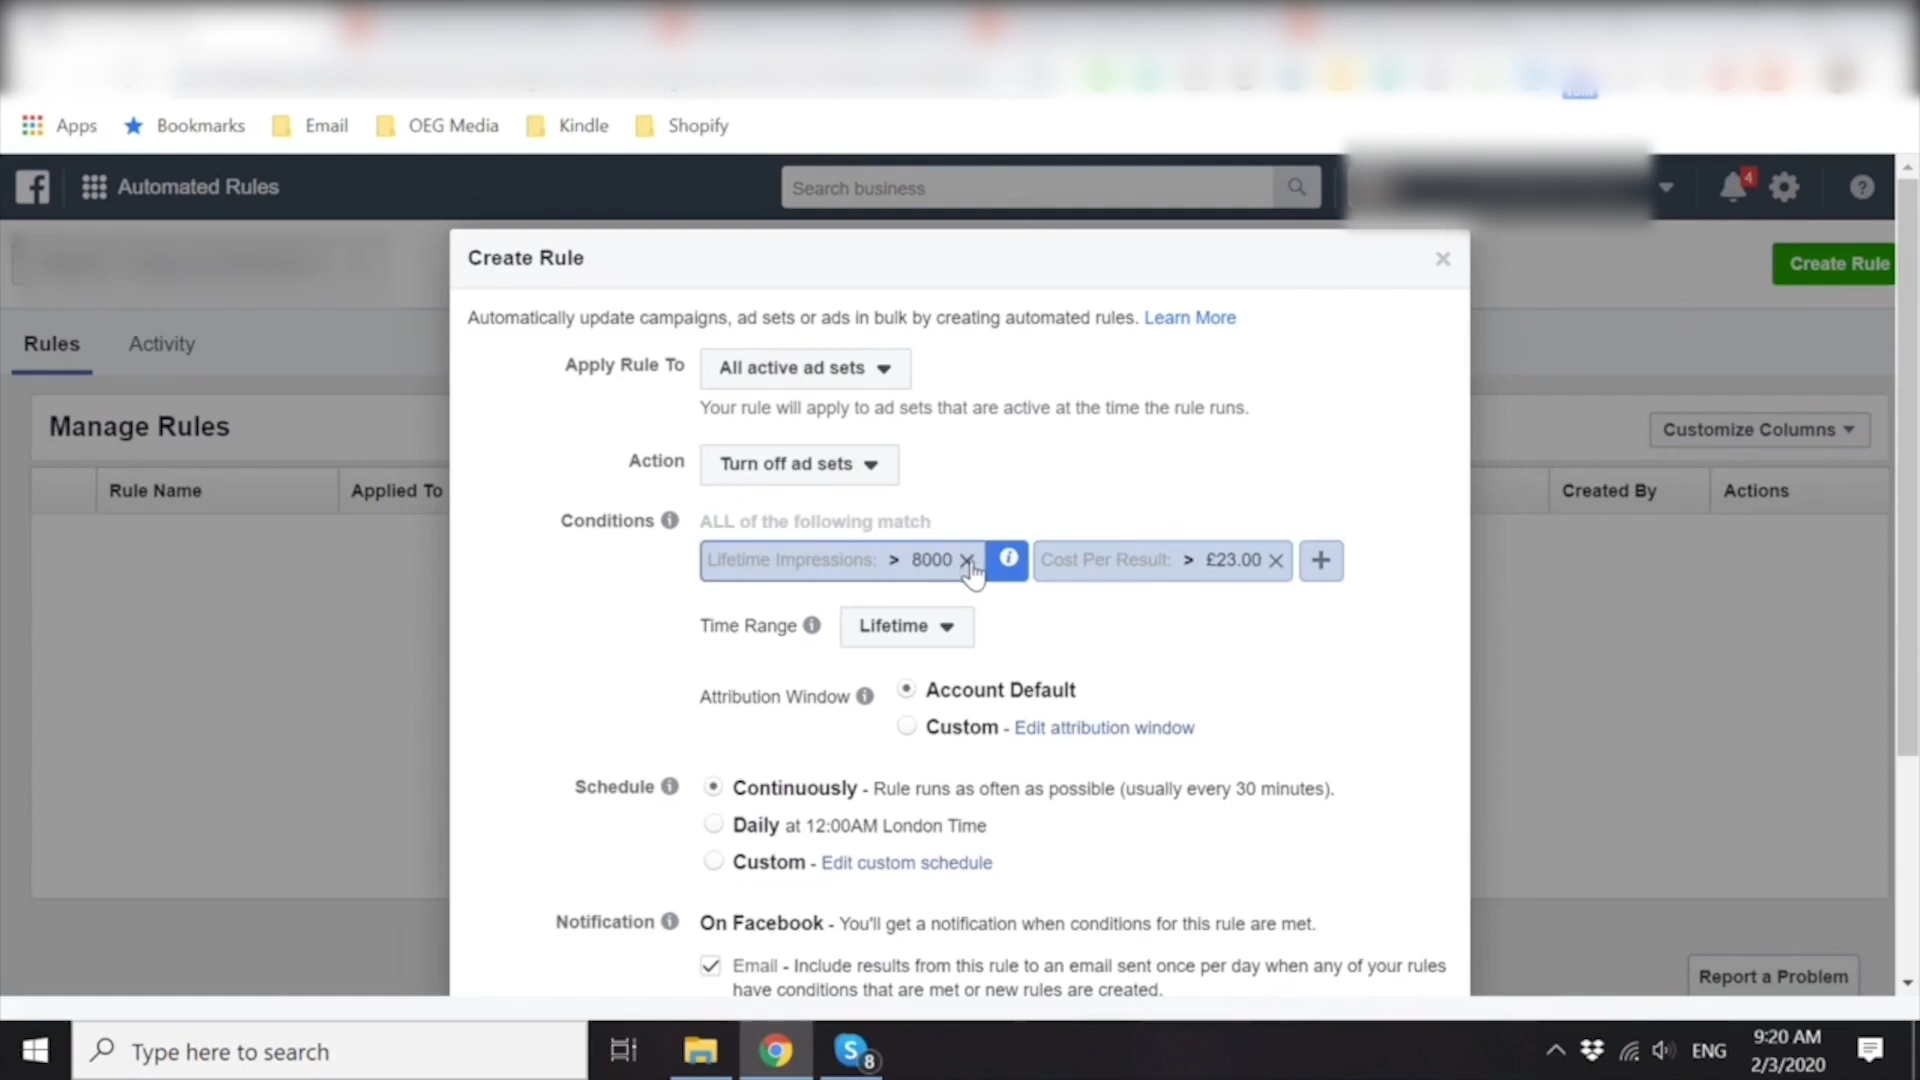 Apps
Bookmarks
Email
OEG Media
Kindle
Shopify
Automated Rules
Search business
4
Create Rule
Create Rule
Automatically update campaigns, ad sets or ads in bulk by creating automated rules. Learn More
Rules
Activity
Apply Rule To
All active ad sets
Your rule will apply to ad sets that are active at the time the rule runs.
Manage Rules
Customize Columns
Action
Turn off ad sets
Rule Name
Applied To
Created By
Actions
Conditions
ALL of the following match
Lifetime Impressions: > 8000
Cost Per Result: > £23.00
Time Range
Lifetime
Attribution Window
Account Default
Custom - Edit attribution window
Schedule
Continuously - Rule runs as often as possible (usually every 30 minutes).
Daily at 12:00AM London Time
Custom - Edit custom schedule
Notification
On Facebook - You'll get a notification when conditions for this rule are met.
Email - Include results from this rule to an email sent once per day when any of your rules
have conditions that are met or new rules are created.
Report a Problem
Type here to search
8
ENG
9:20 AM
2/3/2020